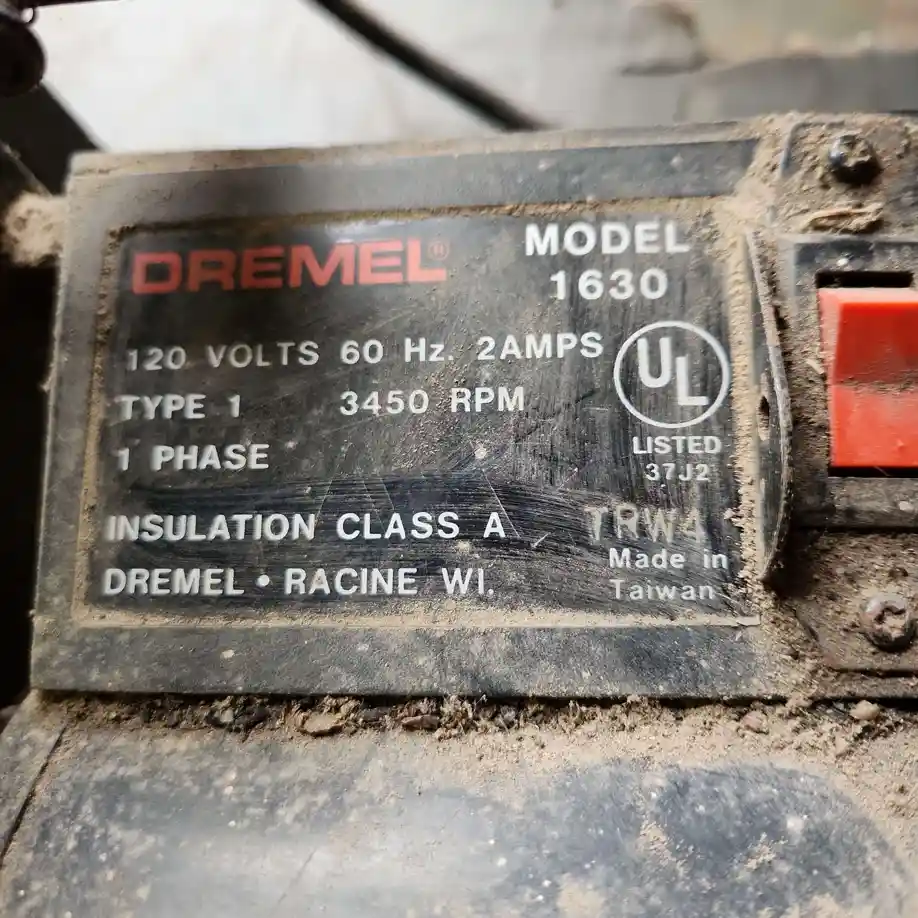 DREMEL®
MODEL
1630
120 VOLTS 60 Hz. 2AMPS
TYPE 1 3450 RPM
1 PHASE
UL
LISTED
37J2
INSULATION CLASS A
DREMEL • RACINE WI.
TRW4
Made in
Taiwan